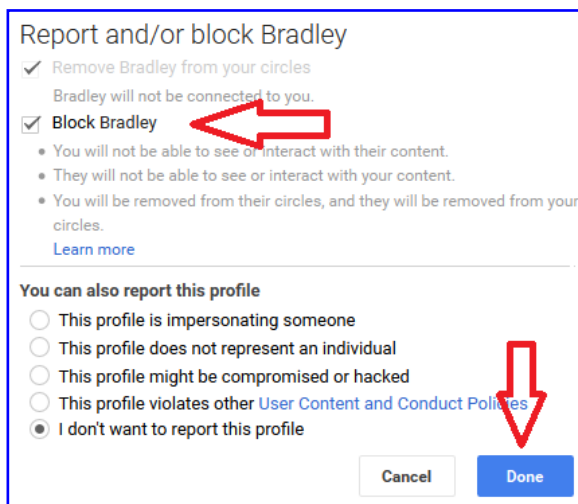 Report and/or block Bradley
Remove Bradley from your circles
Bradley will not be connected to you.
Block Bradley
• You will not be able to see or interact with their content.
• They will not be able to see or interact with your content.
• You will be removed from their circles, and they will be removed from your
circles.
Learn more
You can also report this profile
This profile is impersonating someone
This profile does not represent an individual
This profile might be compromised or hacked
This profile violates other User Content and Conduct Policies
I don't want to report this profile
Cancel Done